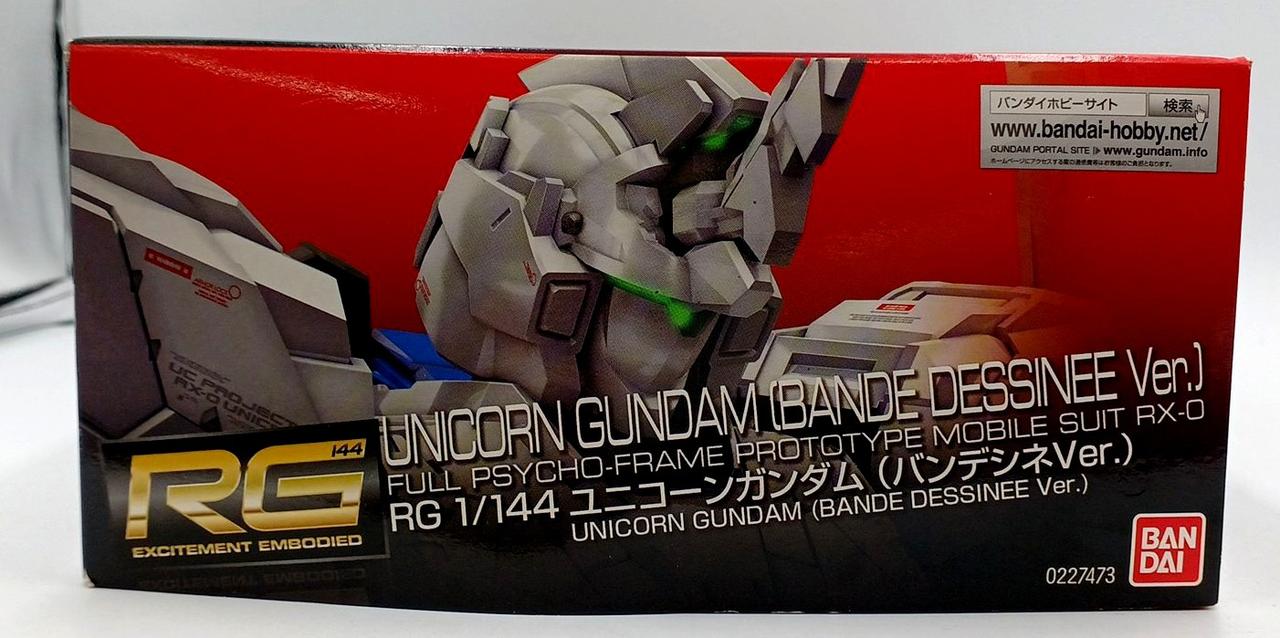 バンダイホビーサイト 検索
www.bandai-hobby.net/
GUNDAM PORTAL SITE www.gundam.info
ホームページにアクセスする際の通信費等はお客様のご負担となります。
UC PROJECT
RX-0 UNICO
UNICORN GUNDAM (BANDE DESSINEE Ver.)
FULL PSYCHO-FRAME PROTOTYPE MOBILE SUIT RX-0
RG 1/144 ユニコーンガンダム (バンデシネVer.)
UNICORN GUNDAM (BANDE DESSINEE Ver.)
144
RG
EXCITEMENT EMBODIED
0227473
BAN
DAI